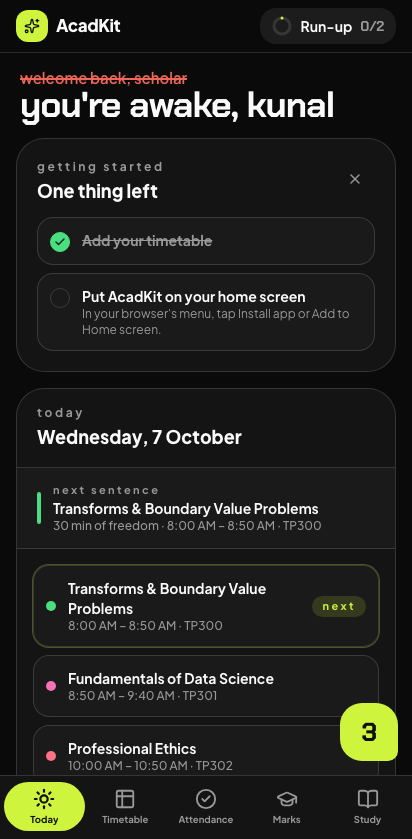 AcadKit
Run-up 0/2
welcome back, scholar
you're awake, kunal
getting started
One thing left
Add your timetable
Put AcadKit on your home screen
In your browser's menu, tap Install app or Add to
Home screen.
today
Wednesday, 7 October
next sentence
Transforms & Boundary Value Problems
30 min of freedom · 8:00 AM – 8:50 AM · TP300
Transforms & Boundary Value
Problems
8:00 AM – 8:50 AM · TP300
next
Fundamentals of Data Science
8:50 AM – 9:40 AM · TP301
Professional Ethics
10:00 AM – 10:50 AM · TP302
3
Today
Timetable
Attendance
Marks
Study